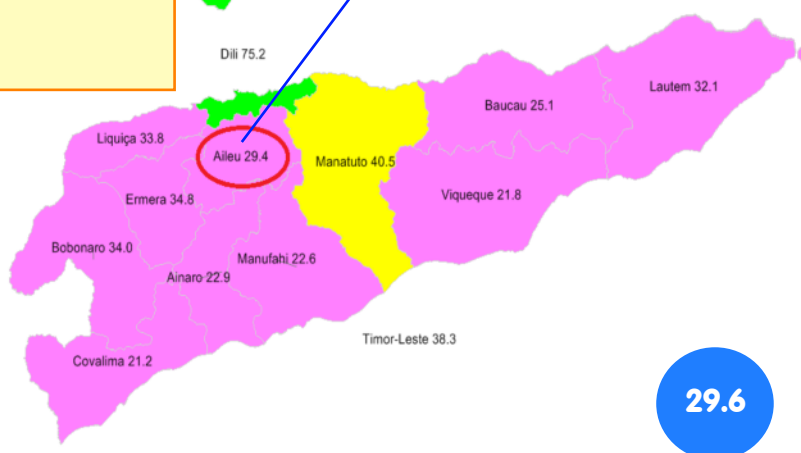 Dili 75.2
Lautem 32.1
Baucau 25.1
Liquiça 33.8
Aileu 29.4
Manatuto 40.5
Ermera 34.8
Viqueque 21.8
Bobonaro 34.0
Manufahi 22.6
Ainaro 22.9
Timor-Leste 38.3
Covalima 21.2
29.6